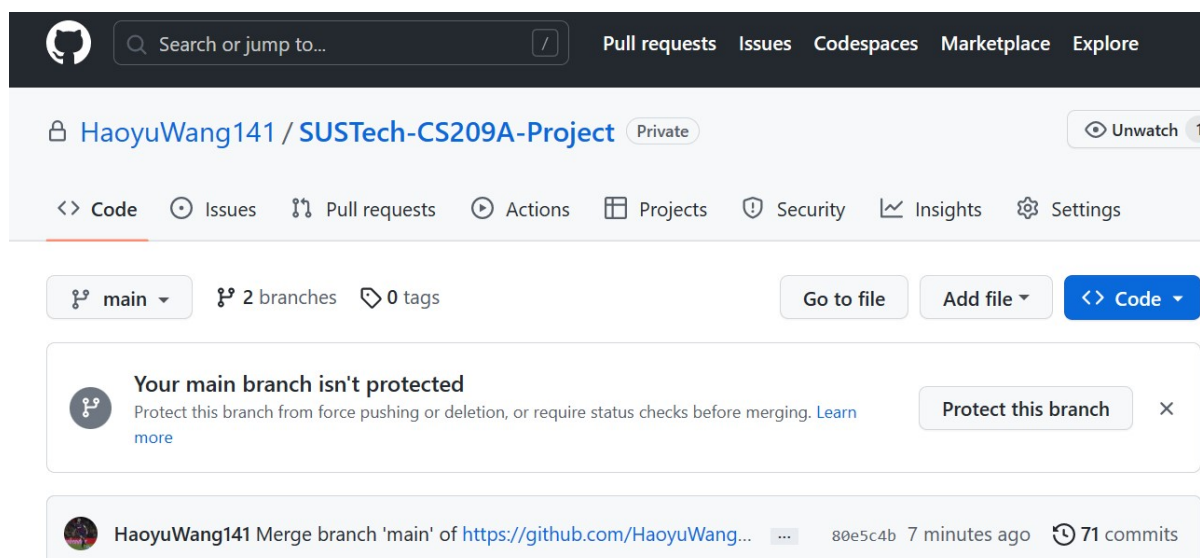 Search or jump to... / Pull requests Issues Codespaces Marketplace Explore
HaoyuWang141 / SUSTech-CS209A-Project Private Unwatch 1
<> Code Issues Pull requests Actions Projects Security Insights Settings
main 2 branches 0 tags Go to file Add file <> Code
Your main branch isn't protected
Protect this branch from force pushing or deletion, or require status checks before merging. Learn
more
Protect this branch
HaoyuWang141 Merge branch 'main' of https://github.com/HaoyuWang... ... 80e5c4b 7 minutes ago 71 commits